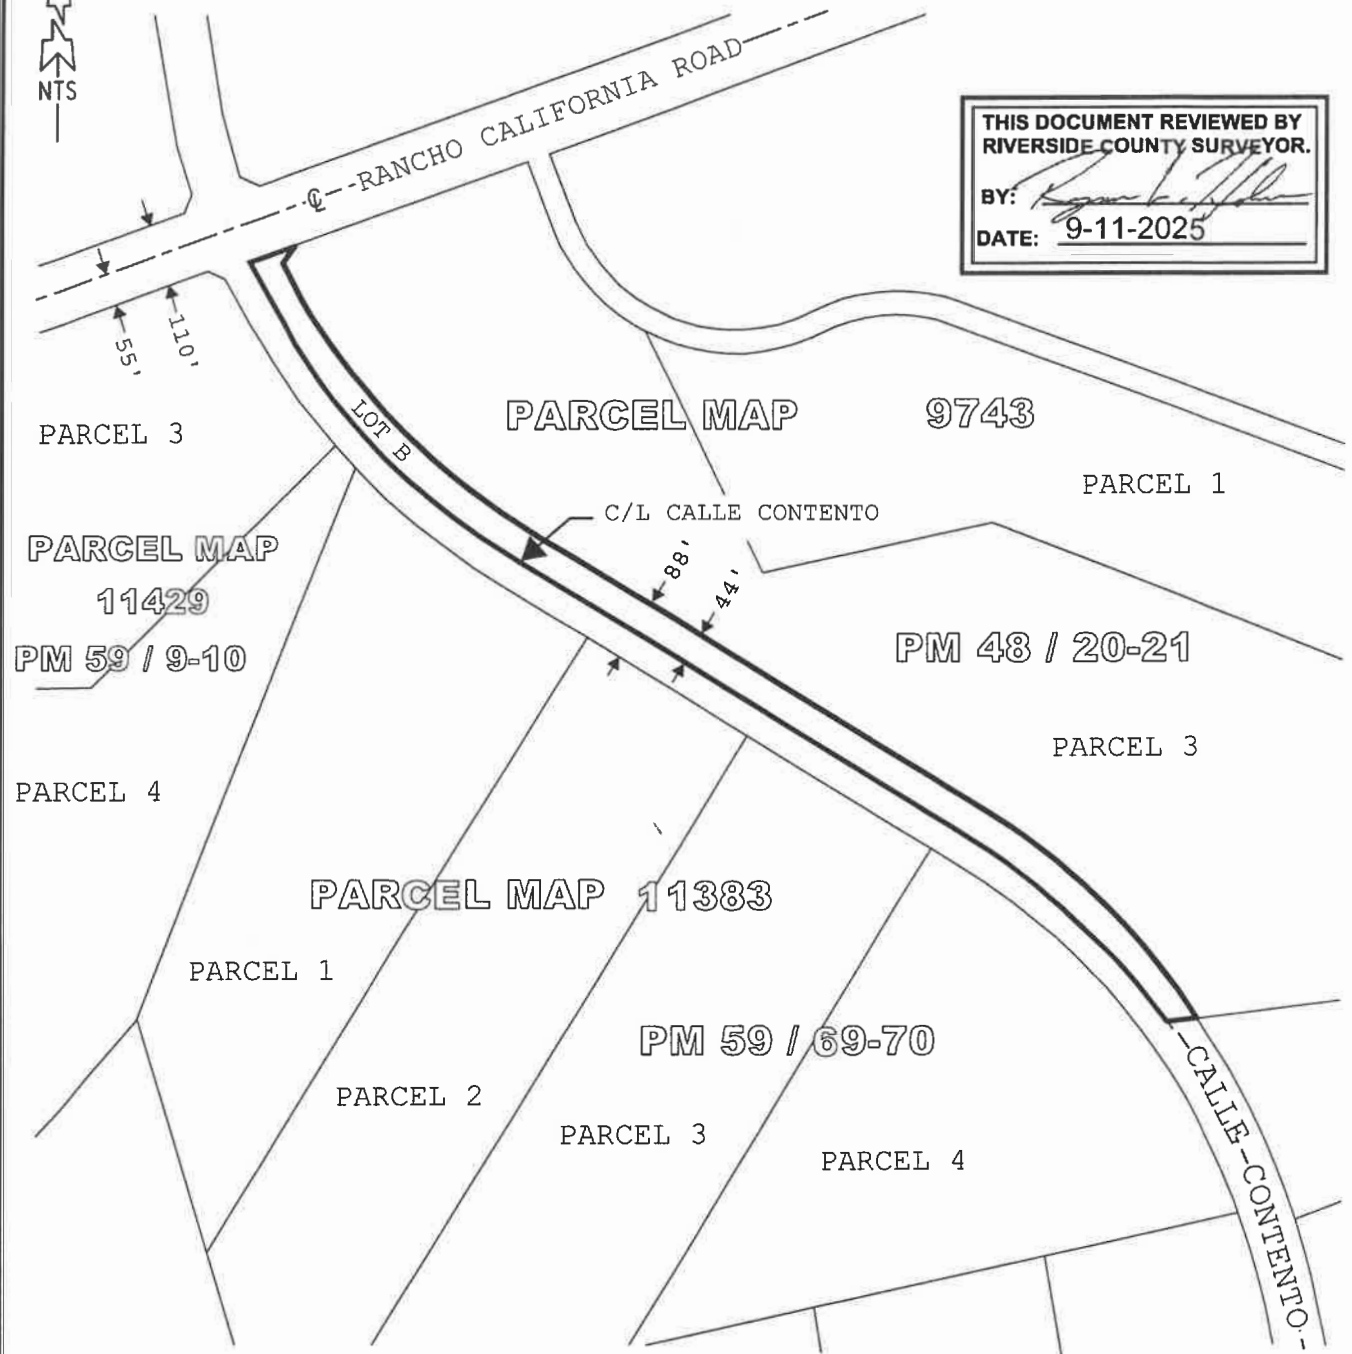 NTS
RANCHO CALIFORNIA ROAD
THIS DOCUMENT REVIEWED BY
RIVERSIDE COUNTY SURVEYOR.
BY:
DATE: 9-11-2025
55'
110'
PARCEL 3
LOT B
PARCEL MAP 9743
PARCEL 1
C/L CALLE CONTENTO
PARCEL MAP
11429
PM 59 / 9-10
88'
44'
PM 48 / 20-21
PARCEL 3
PARCEL 4
PARCEL MAP 11383
PARCEL 1
PM 59 / 69-70
PARCEL 2
PARCEL 3
PARCEL 4
CALLE CONTENTO